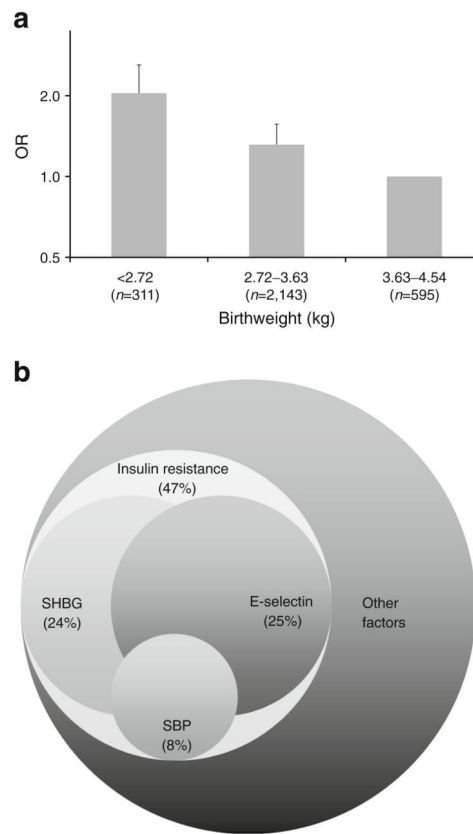 a
2.0
1.0
0.5
OR
<2.72 2.72–3.63 3.63–4.54
(n=311) (n=2,143) (n=595)
Birthweight (kg)
b
Insulin resistance
(47%)
SHBG E-selectin Other
(24%) (25%) factors
SBP
(8%)